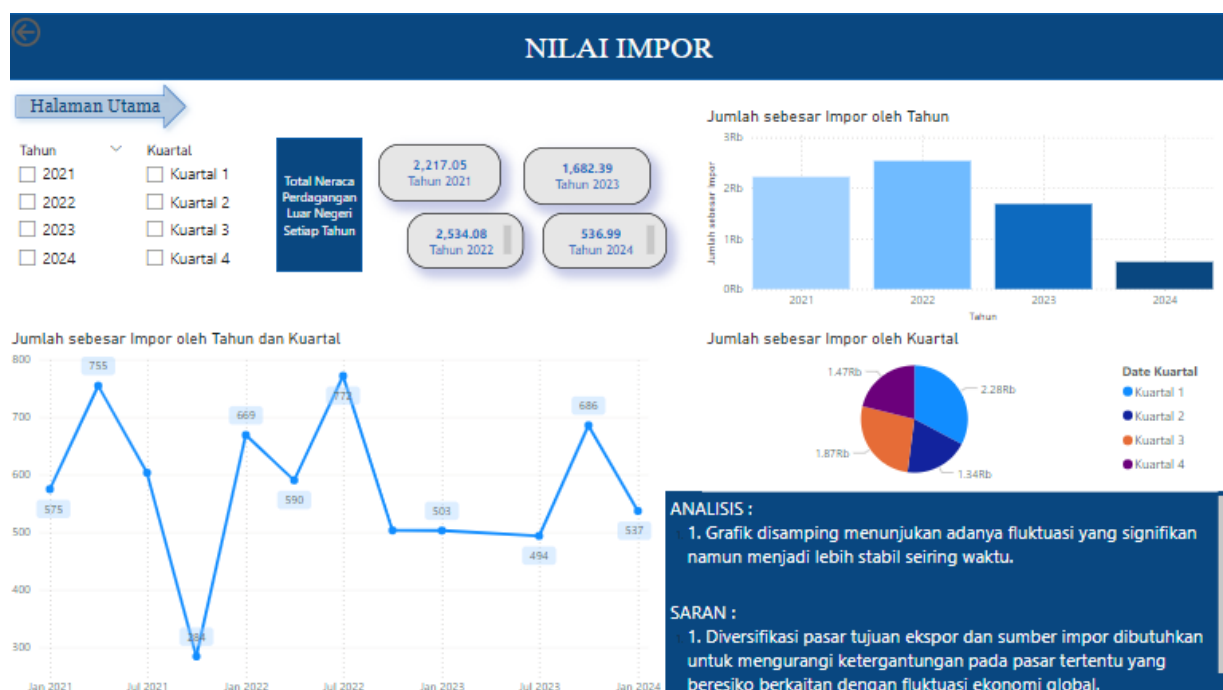 NILAI IMPOR
Halaman Utama
Tahun
2021
2022
2023
2024
Kuartal
Kuartal 1
Kuartal 2
Kuartal 3
Kuartal 4
Total Neraca
Perdagangan
Luar Negeri
Setiap Tahun
2,217.05
Tahun 2021
1,682.39
Tahun 2023
2,534.08
Tahun 2022
536.99
Tahun 2024
Jumlah sebesar Impor oleh Tahun
Jumlah sebesar Impor
3Rb
2Rb
1Rb
0Rb
2021
2022
2023
2024
Tahun
Jumlah sebesar Impor oleh Tahun dan Kuartal
800
700
600
500
400
300
575
755
284
669
590
772
503
494
686
537
Jan 2021
Jul 2021
Jan 2022
Jul 2022
Jan 2023
Jul 2023
Jan 2024
Jumlah sebesar Impor oleh Kuartal
1.47Rb
2.28Rb
1.87Rb
1.34Rb
Date Kuartal
Kuartal 1
Kuartal 2
Kuartal 3
Kuartal 4
ANALISIS :
1. Grafik disamping menunjukan adanya fluktuasi yang signifikan
namun menjadi lebih stabil seiring waktu.
SARAN :
1. Diversifikasi pasar tujuan ekspor dan sumber impor dibutuhkan
untuk mengurangi ketergantungan pada pasar tertentu yang
beresiko berkaitan dengan fluktuasi ekonomi global.